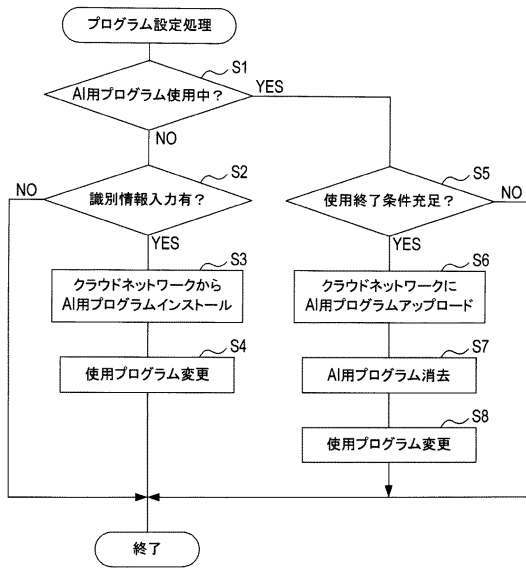 プログラム設定処理
S1
AI用プログラム使用中？
YES
NO
S2
NO
識別情報入力有？
YES
S3
クラウドネットワークから
AI用プログラムインストール
S4
使用プログラム変更
S5
使用終了条件充足？
NO
YES
S6
クラウドネットワークに
AI用プログラムアップロード
S7
AI用プログラム消去
S8
使用プログラム変更
終了